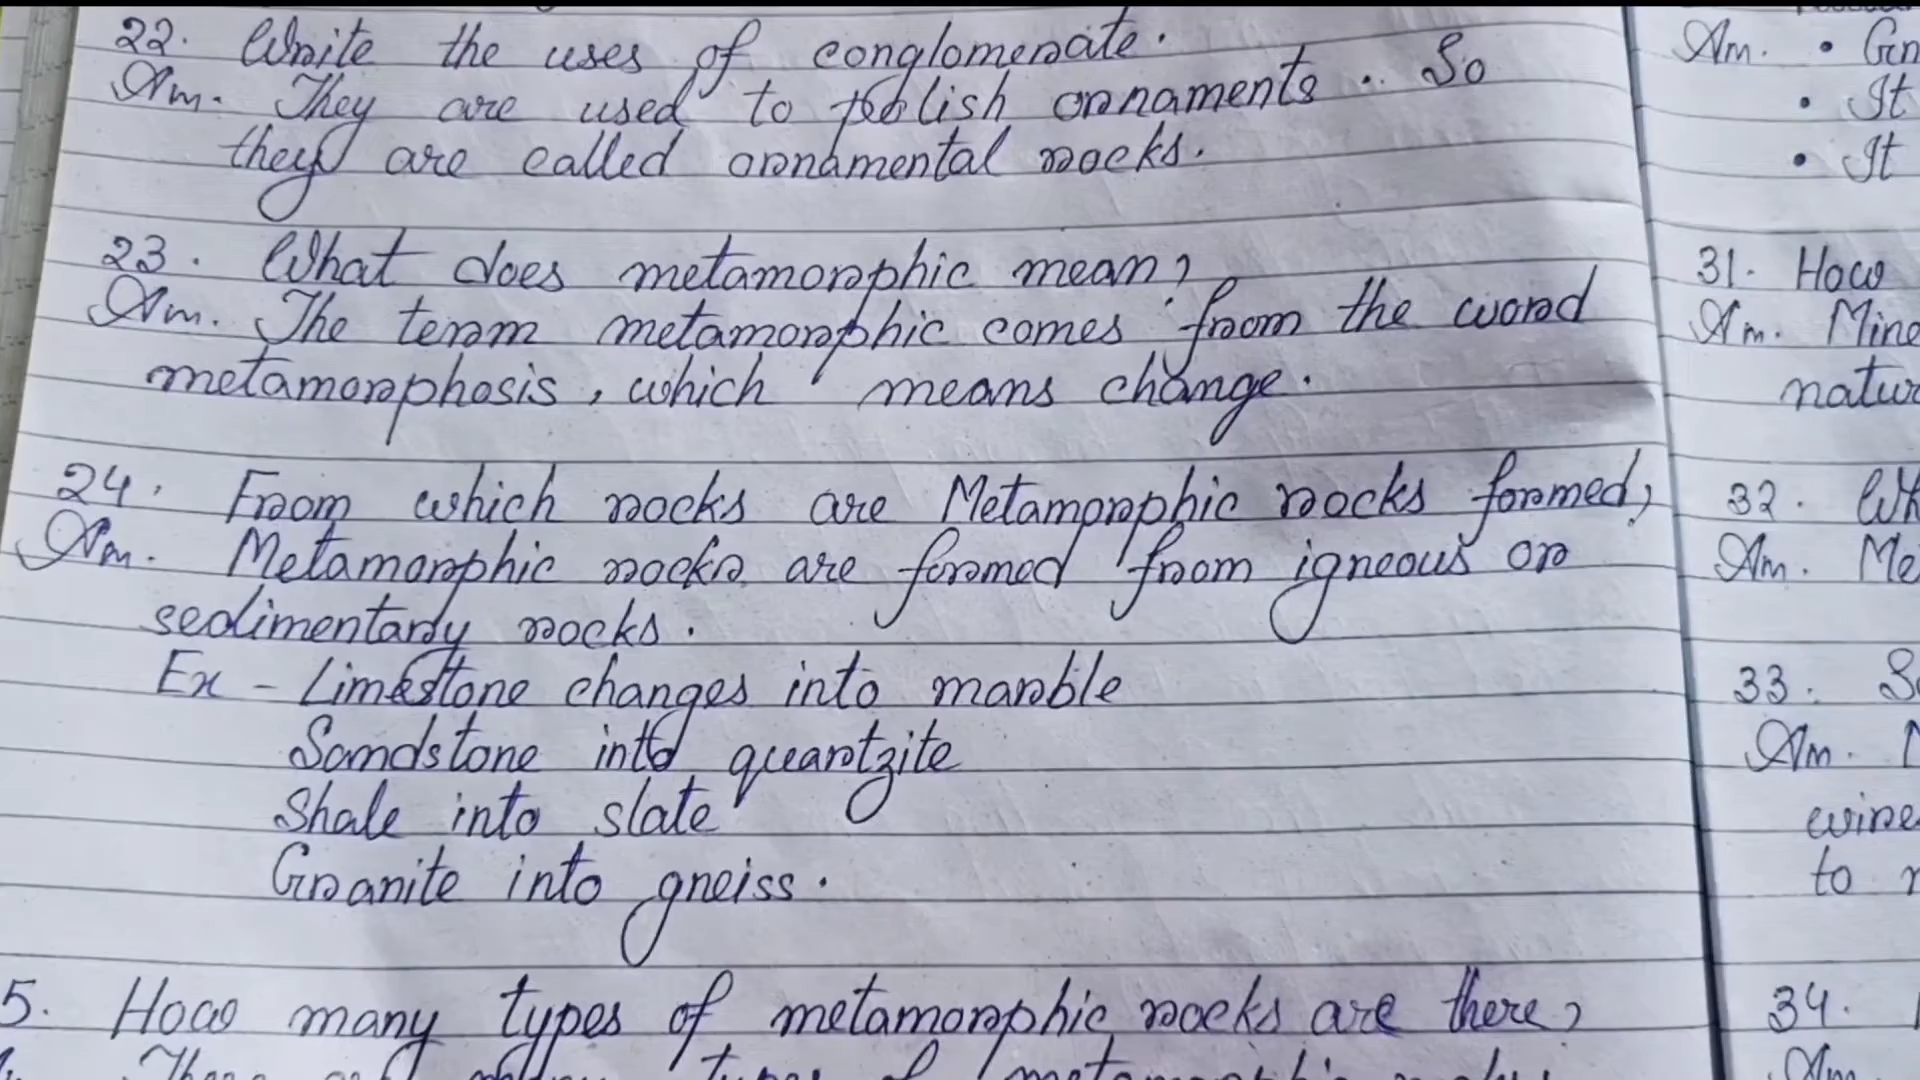 22. Write the uses of conglomerate.
Ans. They are used to polish ornaments. So
they are called ornamental rocks.
23. What does metamorphic mean?
Ans. The term metamorphic comes from the word
metamorphosis, which means change.
24. From which rocks are Metamorphic rocks formed?
Ans. Metamorphic rocks are formed from igneous or
sedimentary rocks.
Ex - Limestone changes into marble
Sandstone into quartzite
Shale into slate
Granite into gneiss.
5. How many types of metamorphic rocks are there?
types of
Ans. •
• It
• It
31. How
Ans. Mine
natur
32. Wh
Ans. Me
33. S
Ans.
wire
to
34.
Ans